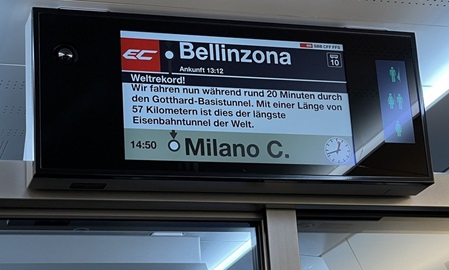 SBB CFF FFS
EC Bellinzona
10
Ankunft 13:12
Weltrekord!
Wir fahren nun während rund 20 Minuten durch
den Gotthard-Basistunnel. Mit einer Länge von
57 Kilometern ist dies der längste
Eisenbahntunnel der Welt.
14:50 Milano C.